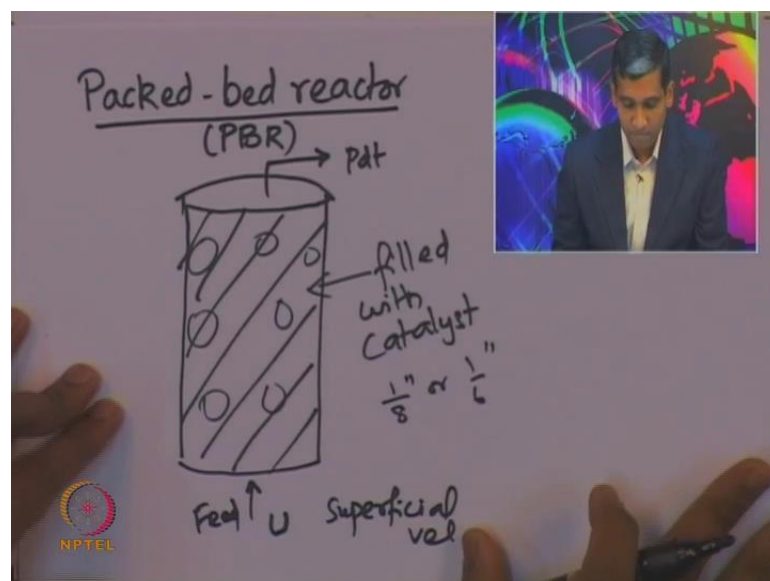 Packed-bed reactor
(PBR)
Pdt
filled
with
catalyst
1/8" or 1/6"
Feed U Superficial
vel
NPTEL